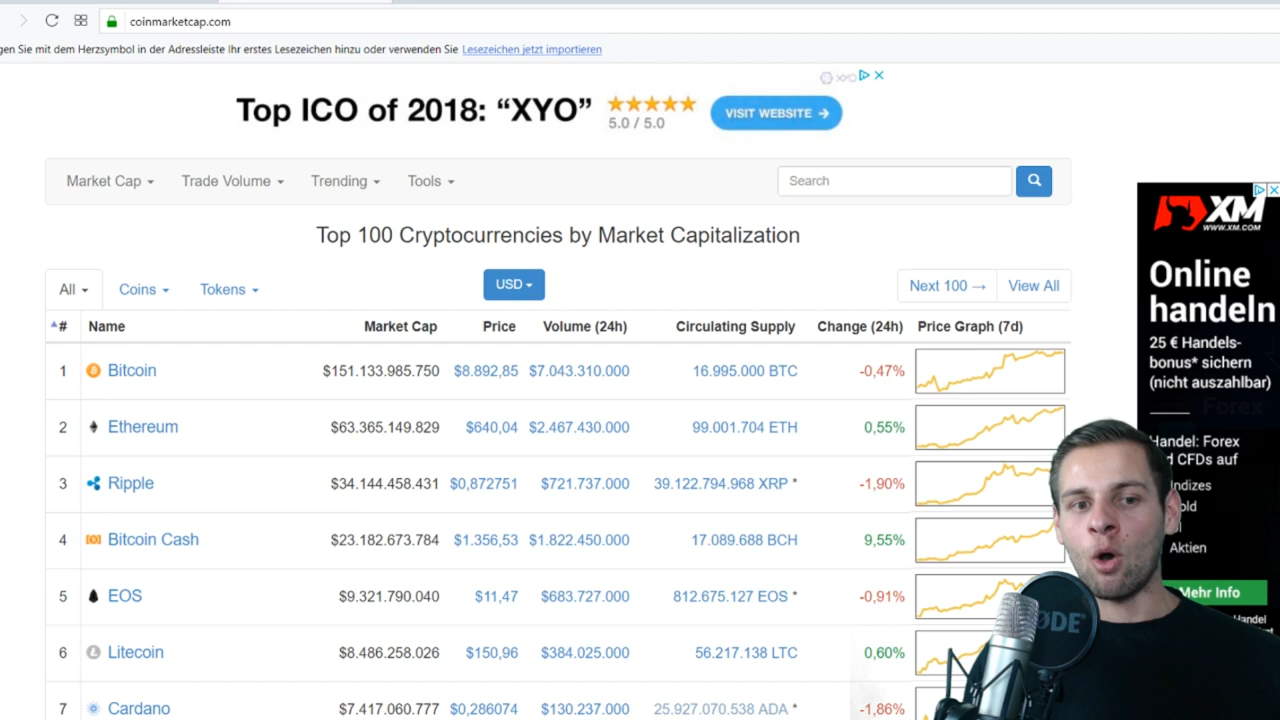 coinmarketcap.com
gen Sie mit dem Herzsymbol in der Adressleiste Ihr erstes Lesezeichen hinzu oder verwenden Sie Lesezeichen jetzt importieren
Top ICO of 2018: “XYO” 5.0 / 5.0 VISIT WEBSITE →
Market Cap Trade Volume Trending Tools Search
Top 100 Cryptocurrencies by Market Capitalization
All Coins Tokens USD Next 100 → View All
# Name Market Cap Price Volume (24h) Circulating Supply Change (24h) Price Graph (7d)
1 Bitcoin $151.133.985.750 $8.892,85 $7.043.310.000 16.995.000 BTC -0,47%
2 Ethereum $63.365.149.829 $640,04 $2.467.430.000 99.001.704 ETH 0,55%
3 Ripple $34.144.458.431 $0,872751 $721.737.000 39.122.794.968 XRP * -1,90%
4 Bitcoin Cash $23.182.673.784 $1.356,53 $1.822.450.000 17.089.688 BCH 9,55%
5 EOS $9.321.790.040 $11,47 $683.727.000 812.675.127 EOS * -0,91%
6 Litecoin $8.486.258.026 $150,96 $384.025.000 56.217.138 LTC 0,60%
7 Cardano $7.417.060.777 $0,286074 $130.237.000 25.927.070.538 ADA * -1,86%
XM
WWW.XM.COM
Online
handeln
25 € Handels-
bonus* sichern
(nicht auszahlbar)
Forex
Handel: Forex
d CFDs auf
Indizes
old
Aktien
Mehr Info
Handel
RØDE